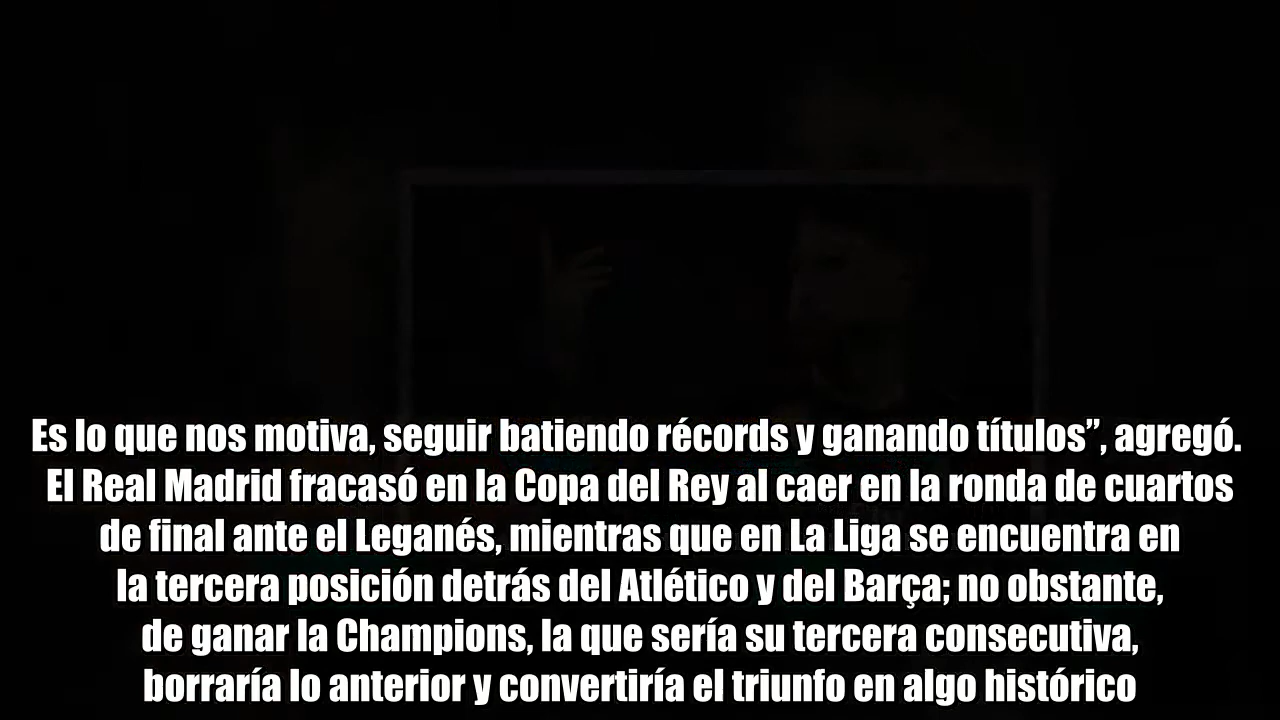 Es lo que nos motiva, seguir batiendo récords y ganando títulos”, agregó.
El Real Madrid fracasó en la Copa del Rey al caer en la ronda de cuartos
de final ante el Leganés, mientras que en La Liga se encuentra en
la tercera posición detrás del Atlético y del Barça; no obstante,
de ganar la Champions, la que sería su tercera consecutiva,
borraría lo anterior y convertiría el triunfo en algo histórico